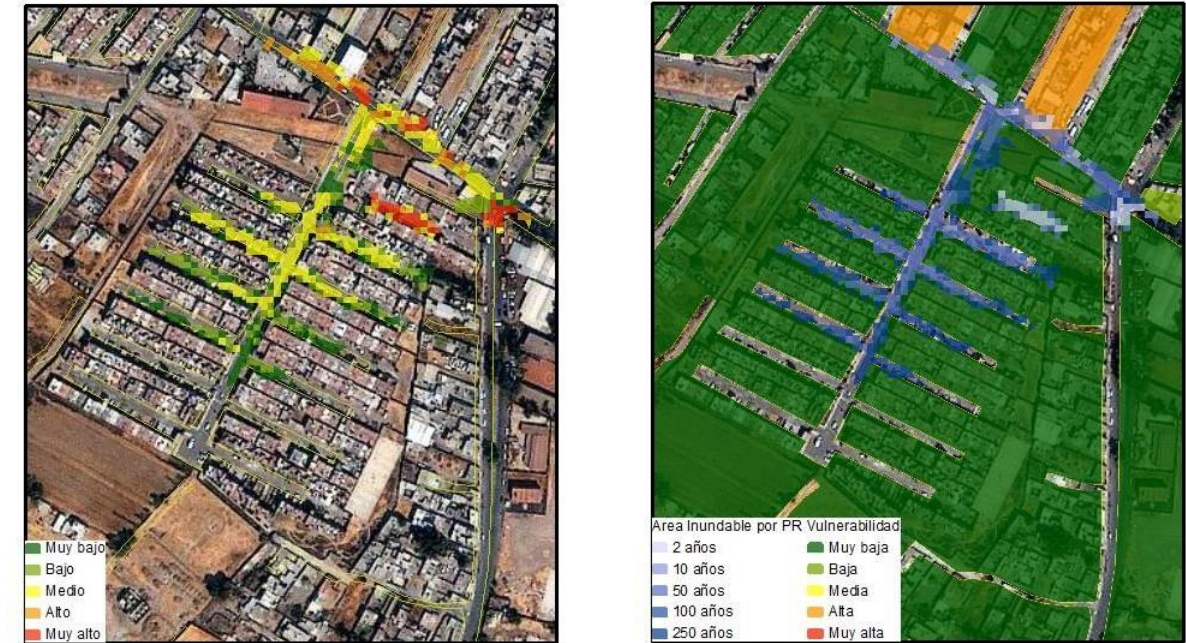 Muy bajo
Bajo
Medio
Alto
Muy alto
Area Inundable por PR Vulnerabilidad
2 años Muy baja
10 años Baja
50 años Media
100 años Alta
250 años Muy alta